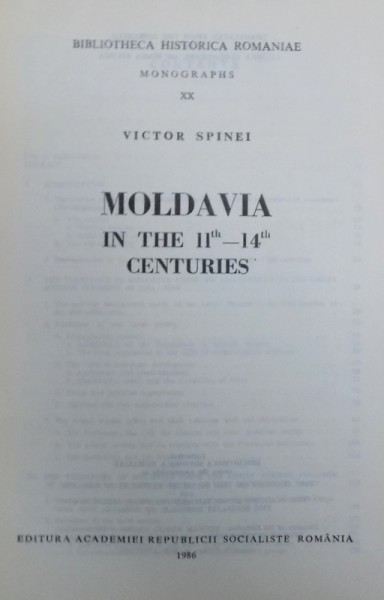 BIBLIOTHECA HISTORICA ROMANIAE
MONOGRAPHS
XX
VICTOR SPINEI
MOLDAVIA
IN THE 11th—14th
CENTURIES
EDITURA ACADEMIEI REPUBLICII SOCIALISTE ROMÂNIA
1986